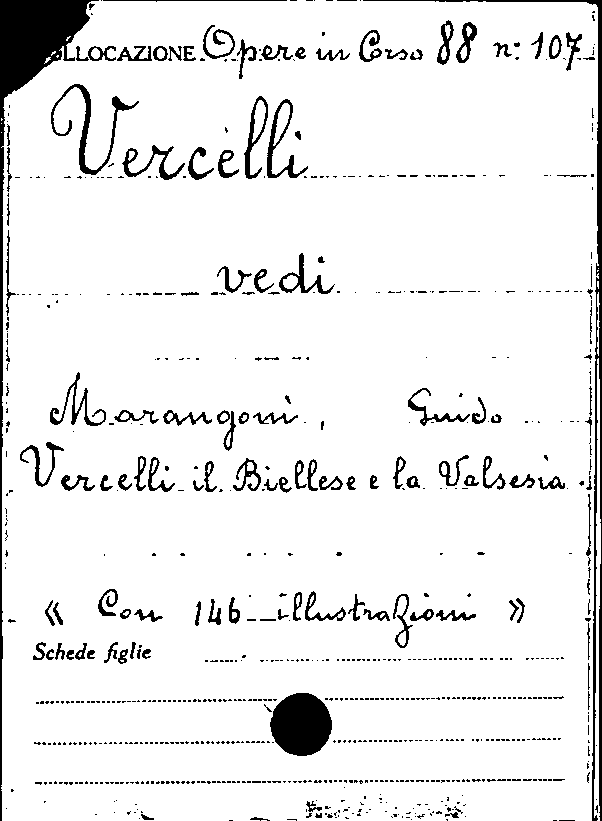 OLLOCAZIONE Opere in Corso 88 n: 107
Vercelli
vedi
Marangoni, Guido
Vercelli il Biellese e la Valsesia.
« Con 146 illustrazioni »
Schede figlie